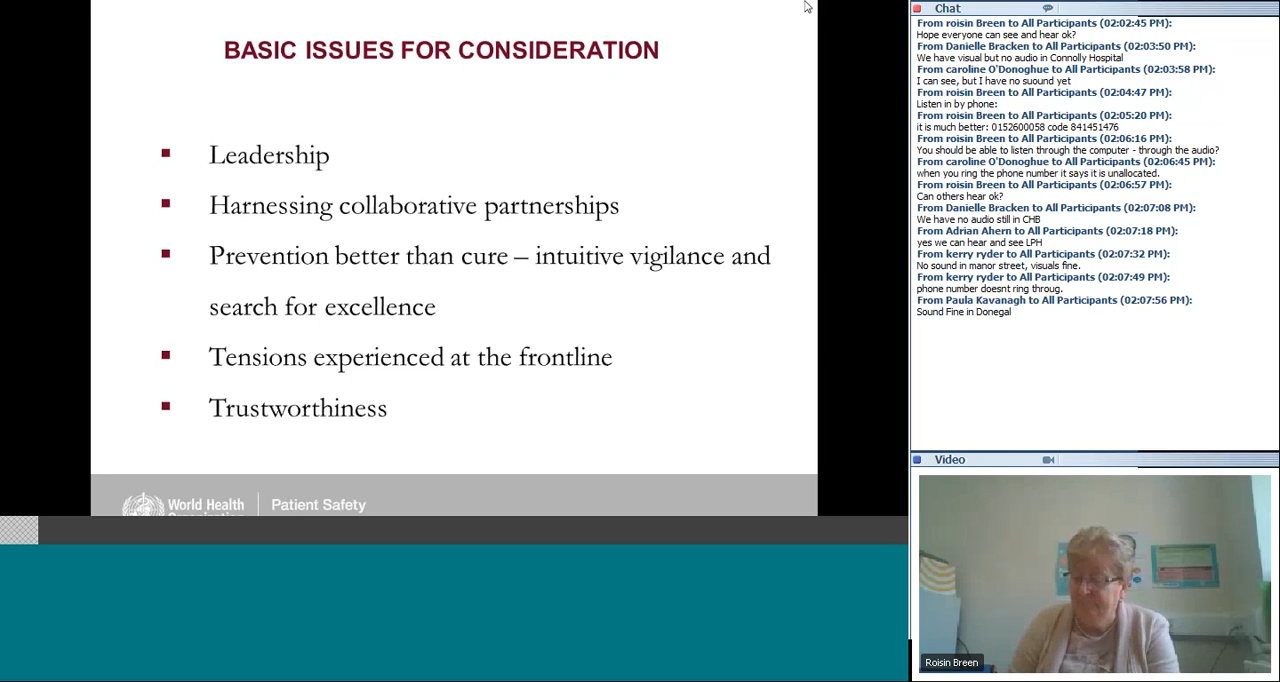 BASIC ISSUES FOR CONSIDERATION
Leadership
Harnessing collaborative partnerships
Prevention better than cure – intuitive vigilance and
search for excellence
Tensions experienced at the frontline
Trustworthiness
World Health
Organization
Patient Safety
Chat
From roisin Breen to All Participants (02:02:45 PM):
Hope everyone can see and hear ok?
From Danielle Bracken to All Participants (02:03:50 PM):
We have visual but no audio in Connolly Hospital
From caroline O'Donoghue to All Participants (02:03:58 PM):
I can see, but I have no suound yet
From roisin Breen to All Participants (02:04:47 PM):
Listen in by phone:
From roisin Breen to All Participants (02:05:20 PM):
it is much better: 0152600058 code 841451476
From roisin Breen to All Participants (02:06:16 PM):
You should be able to listen through the computer - through the audio?
From caroline O'Donoghue to All Participants (02:06:45 PM):
when you ring the phone number it says it is unallocated.
From roisin Breen to All Participants (02:06:57 PM):
Can others hear ok?
From Danielle Bracken to All Participants (02:07:08 PM):
We have no audio still in CHB
From Adrian Ahern to All Participants (02:07:18 PM):
yes we can hear and see LPH
From kerry ryder to All Participants (02:07:32 PM):
No sound in manor street, visuals fine.
From kerry ryder to All Participants (02:07:49 PM):
phone number doesnt ring throug.
From Paula Kavanagh to All Participants (02:07:56 PM):
Sound Fine in Donegal
Video
Roisin Breen